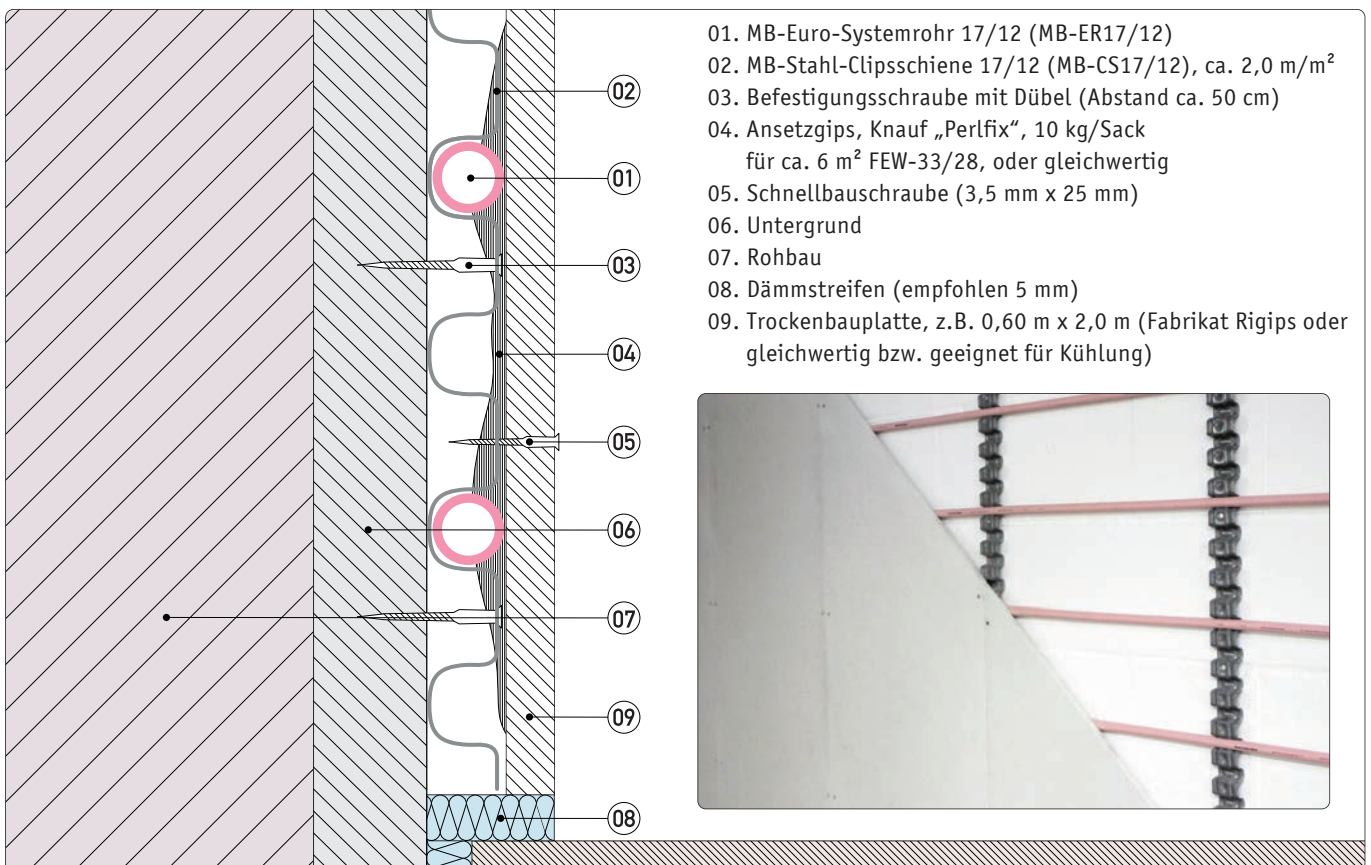 01. MB-Euro-Systemrohr 17/12 (MB-ER17/12)
02. MB-Stahl-Clipsschiene 17/12 (MB-CS17/12), ca. 2,0 m/m²
03. Befestigungsschraube mit Dübel (Abstand ca. 50 cm)
04. Ansetzgips, Knauf „Perlfix“, 10 kg/Sack
für ca. 6 m² FEW-33/28, oder gleichwertig
05. Schnellbauschraube (3,5 mm x 25 mm)
06. Untergrund
07. Rohbau
08. Dämmstreifen (empfohlen 5 mm)
09. Trockenbauplatte, z.B. 0,60 m x 2,0 m (Fabrikat Rigips oder
gleichwertig bzw. geeignet für Kühlung)
02
01
03
04
05
06
07
09
08